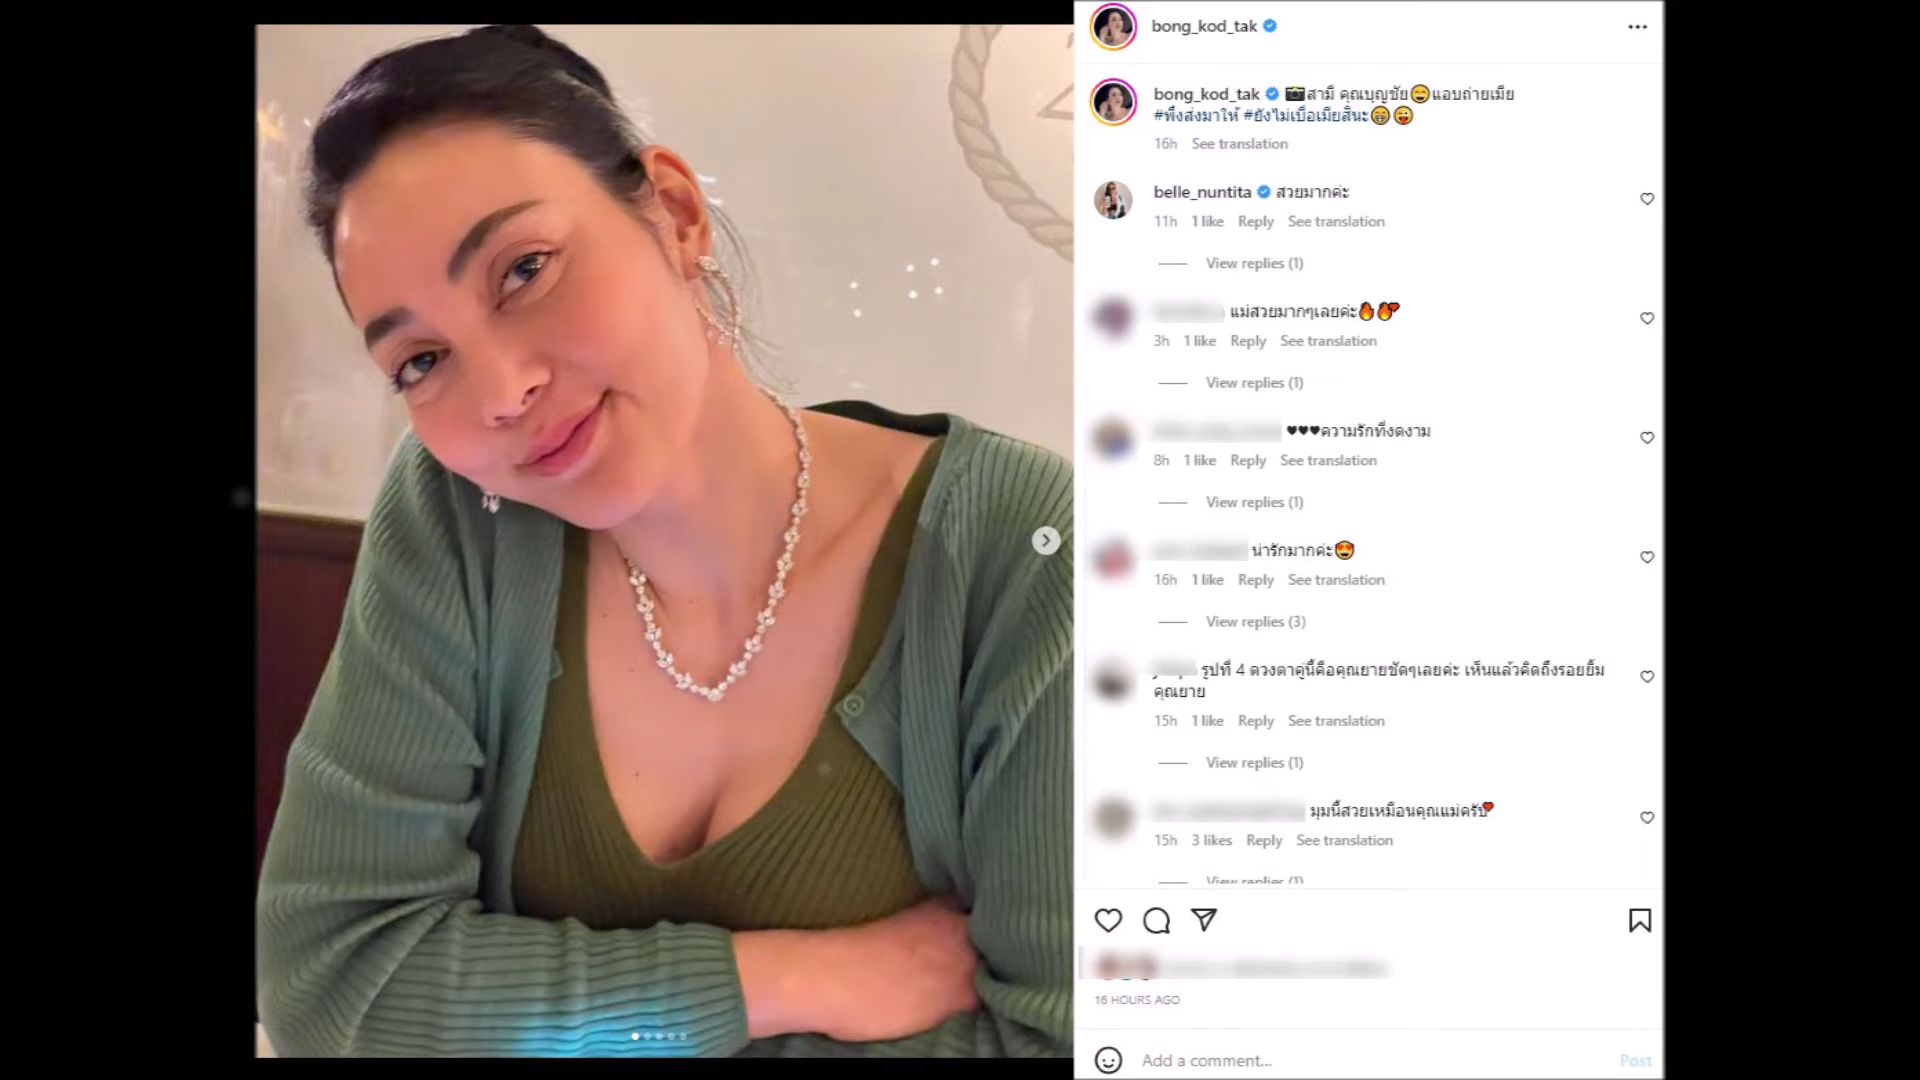 bong_kod_tak
bong_kod_tak 📸สามี คุณบุญชัย😄แอบถ่ายเมีย
#พึ่งส่งมาให้ #ยังไม่เบื่อเมียสินะ😁😜
16h See translation
belle_nuntita สวยมากค่ะ
11h 1 like Reply See translation
View replies (1)
แม่สวยมากๆเลยค่ะ🔥❤️‍🔥
3h 1 like Reply See translation
View replies (1)
♥♥♥ความรักที่งดงาม
8h 1 like Reply See translation
View replies (1)
น่ารักมากค่ะ😍
16h 1 like Reply See translation
View replies (3)
รูปที่ 4 ดวงตาคู่นี้คือคุณยายชัดๆเลยค่ะ เห็นแล้วคิดถึงรอยยิ้ม
คุณยาย
15h 1 like Reply See translation
View replies (1)
มุมนี้สวยเหมือนคุณแม่ครับ❣
15h 3 likes Reply See translation
View replies (1)
16 HOURS AGO
Add a comment... Post